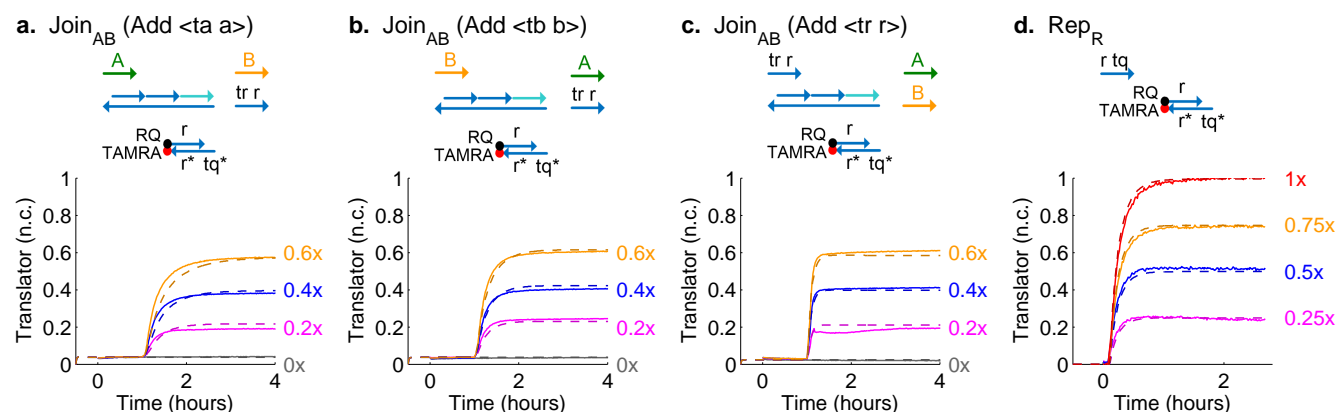 a. Join_AB (Add <ta a>)
A
B
tr r
RQ
r
TAMRA
r* tq*
Translator (n.c.)
1
0.8
0.6
0.4
0.2
0
0.6x
0.4x
0.2x
0x
0
2
4
Time (hours)
b. Join_AB (Add <tb b>)
B
A
tr r
RQ
r
TAMRA
r* tq*
Translator (n.c.)
1
0.8
0.6
0.4
0.2
0
0.6x
0.4x
0.2x
0x
0
2
4
Time (hours)
c. Join_AB (Add <tr r>)
tr r
A
B
RQ
r
TAMRA
r* tq*
Translator (n.c.)
1
0.8
0.6
0.4
0.2
0
0.6x
0.4x
0.2x
0x
0
2
4
Time (hours)
d. Rep_R
r tq
RQ
r
TAMRA
r* tq*
Translator (n.c.)
1
0.8
0.6
0.4
0.2
0
1x
0.75x
0.5x
0.25x
0
2
Time (hours)